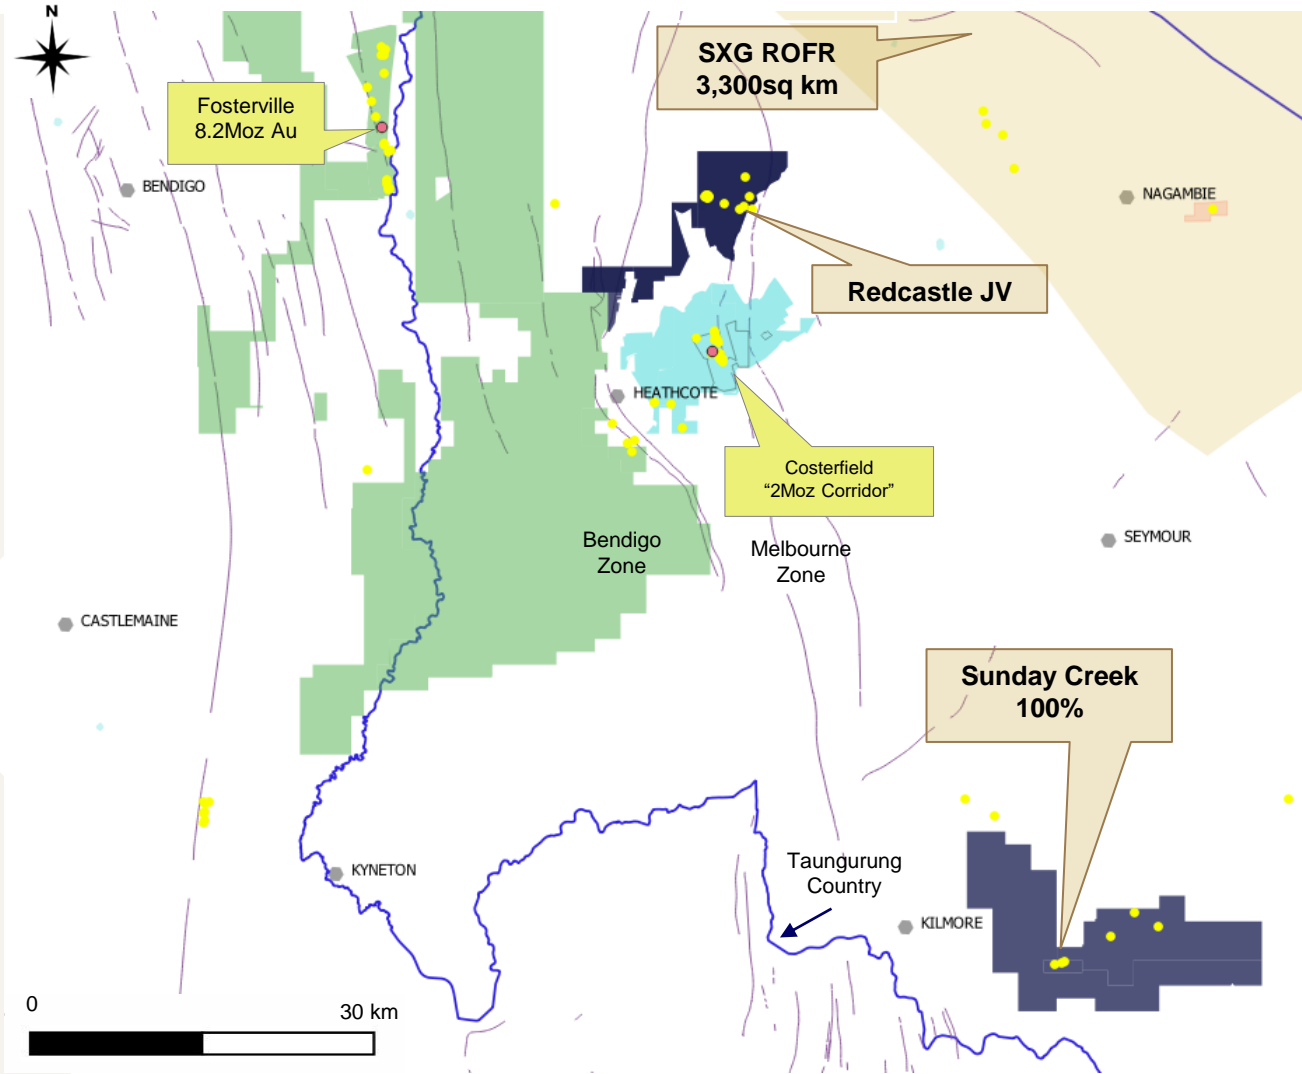 N
SXG ROFR
3,300sq km
Fosterville
8.2Moz Au
BENDIGO
NAGAMBIE
Redcastle JV
HEATHCOTE
Costerfield
“2Moz Corridor”
Bendigo
Zone
Melbourne
Zone
SEYMOUR
CASTLEMAINE
Sunday Creek
100%
Taungurung
Country
KYNETON
KILMORE
0
30 km